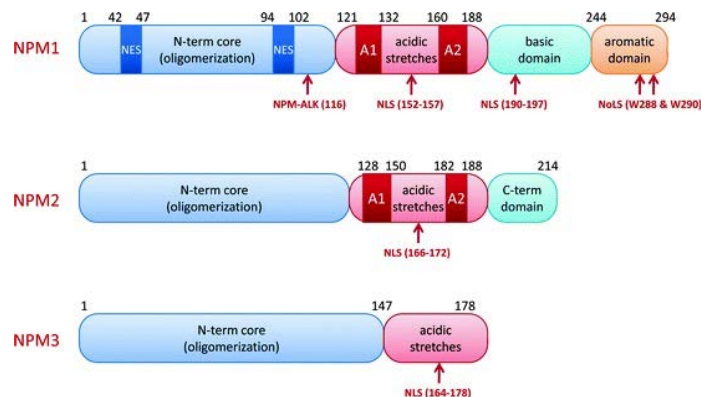 1 42 47 94 102 121 132 160 188 244 294
NPM1
NES
N-term core
(oligomerization)
NES
A1
acidic
stretches
A2
basic
domain
aromatic
domain
NPM-ALK (116)
NLS (152-157)
NLS (190-197)
NoLS (W288 & W290)
1 128 150 182 188 214
NPM2
N-term core
(oligomerization)
A1
acidic
stretches
A2
C-term
domain
NLS (166-172)
1 147 178
NPM3
N-term core
(oligomerization)
acidic
stretches
NLS (164-178)